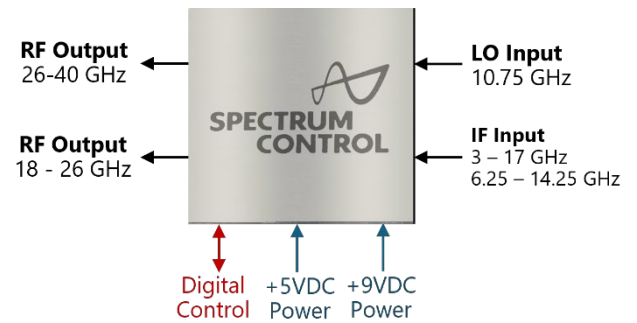 RF Output
26-40 GHz
RF Output
18 - 26 GHz
SPECTRUM
CONTROL
LO Input
10.75 GHz
IF Input
3 – 17 GHz
6.25 – 14.25 GHz
Digital
Control
+5VDC
Power
+9VDC
Power